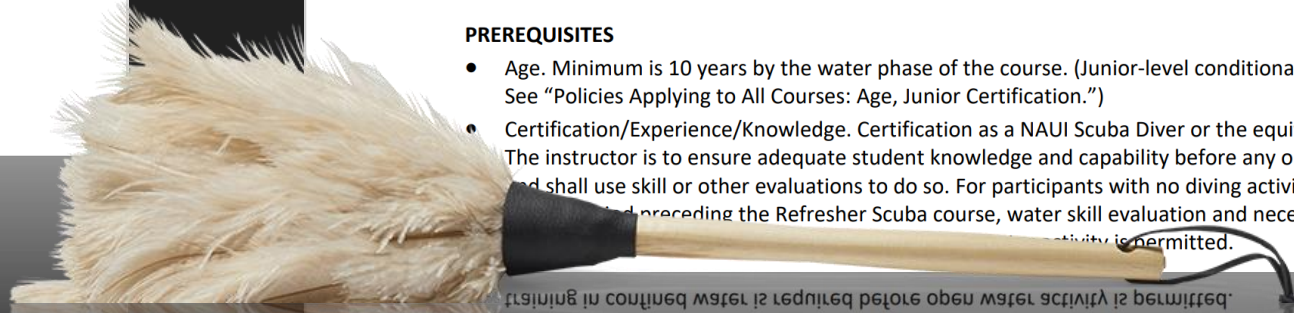 PREREQUISITES
• Age. Minimum is 10 years by the water phase of the course. (Junior-level conditiona
See “Policies Applying to All Courses: Age, Junior Certification.”)
• Certification/Experience/Knowledge. Certification as a NAUI Scuba Diver or the equi
The instructor is to ensure adequate student knowledge and capability before any o
and shall use skill or other evaluations to do so. For participants with no diving activi
preceding the Refresher Scuba course, water skill evaluation and nece
activity is permitted.
training in confined water is required before open water activity is permitted.